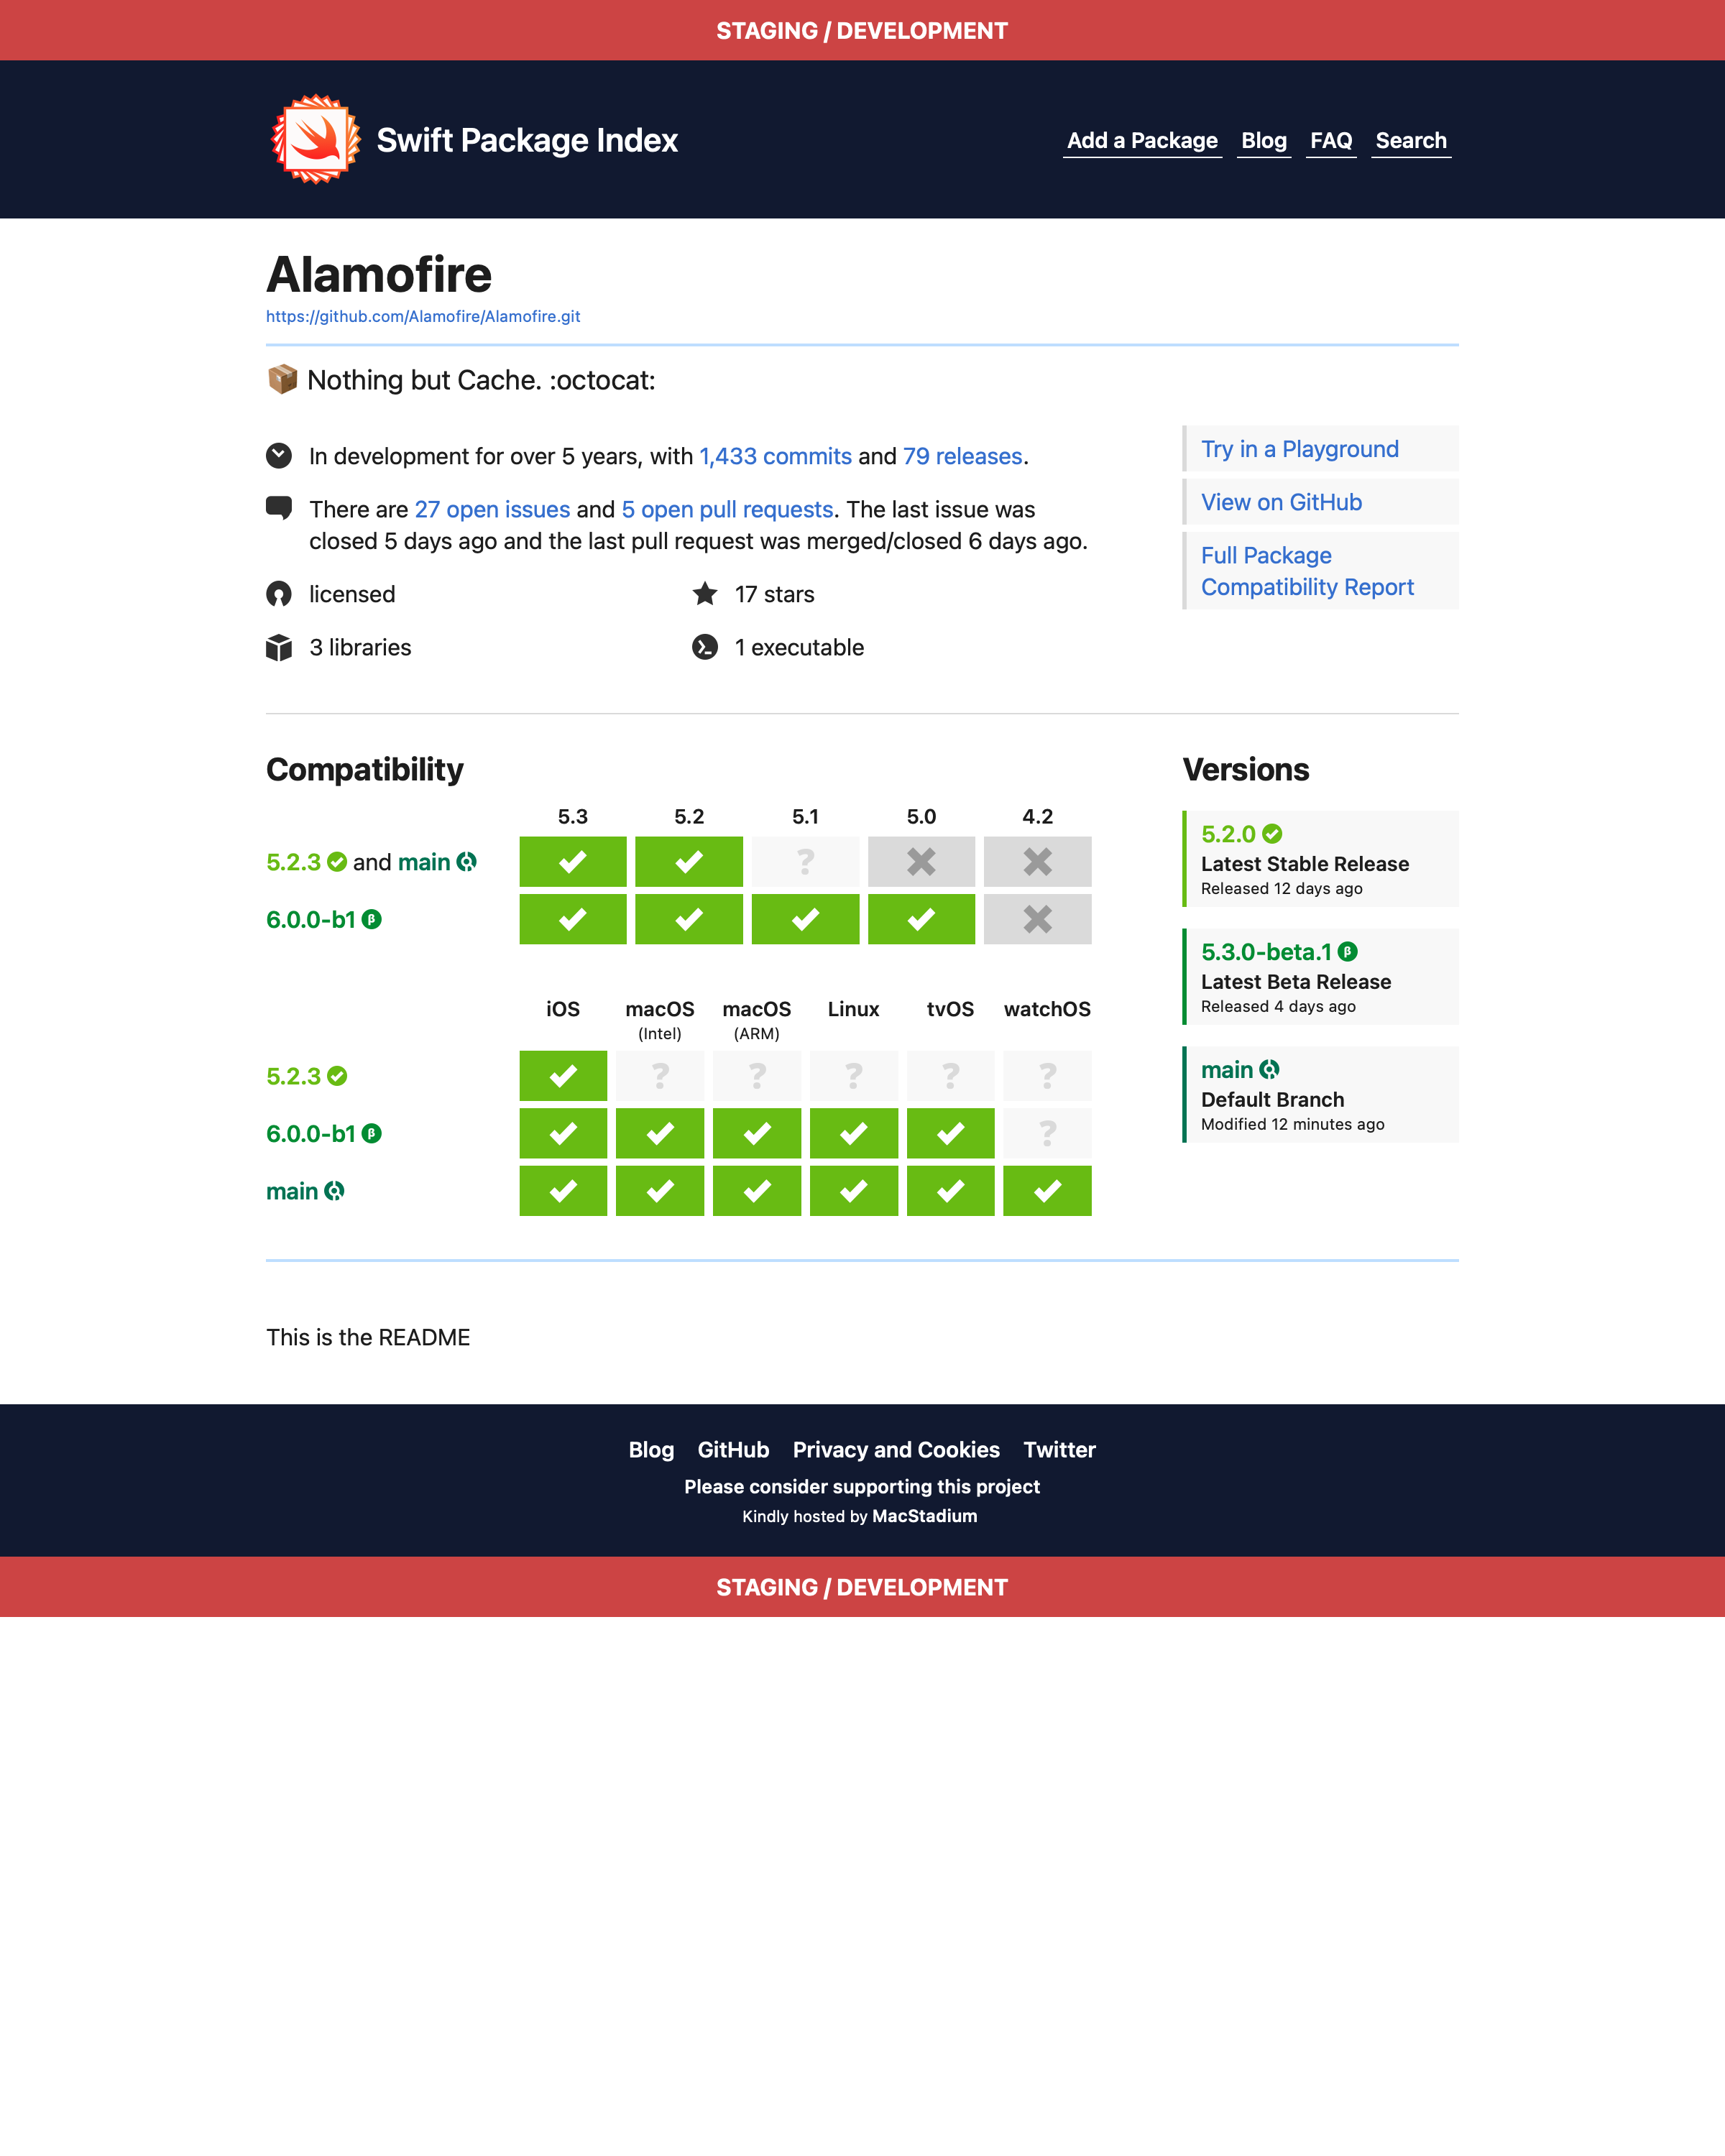 STAGING / DEVELOPMENT
Swift Package Index
Add a Package Blog FAQ Search
Alamofire
https://github.com/Alamofire/Alamofire.git
📦 Nothing but Cache. :octocat:
In development for over 5 years, with 1,433 commits and 79 releases.
There are 27 open issues and 5 open pull requests. The last issue was
closed 5 days ago and the last pull request was merged/closed 6 days ago.
licensed
17 stars
3 libraries
1 executable
Try in a Playground
View on GitHub
Full Package
Compatibility Report
Compatibility
5.3 5.2 5.1 5.0 4.2
5.2.3 and main ✔ ✔ ? ✖ ✖
6.0.0-b1 β ✔ ✔ ✔ ✔ ✖
iOS macOS macOS Linux tvOS watchOS
(Intel) (ARM)
5.2.3 ✔ ? ? ? ? ?
6.0.0-b1 β ✔ ✔ ✔ ✔ ✔ ?
main ✔ ✔ ✔ ✔ ✔ ✔
Versions
5.2.0
Latest Stable Release
Released 12 days ago
5.3.0-beta.1 β
Latest Beta Release
Released 4 days ago
main
Default Branch
Modified 12 minutes ago
This is the README
Blog GitHub Privacy and Cookies Twitter
Please consider supporting this project
Kindly hosted by MacStadium
STAGING / DEVELOPMENT